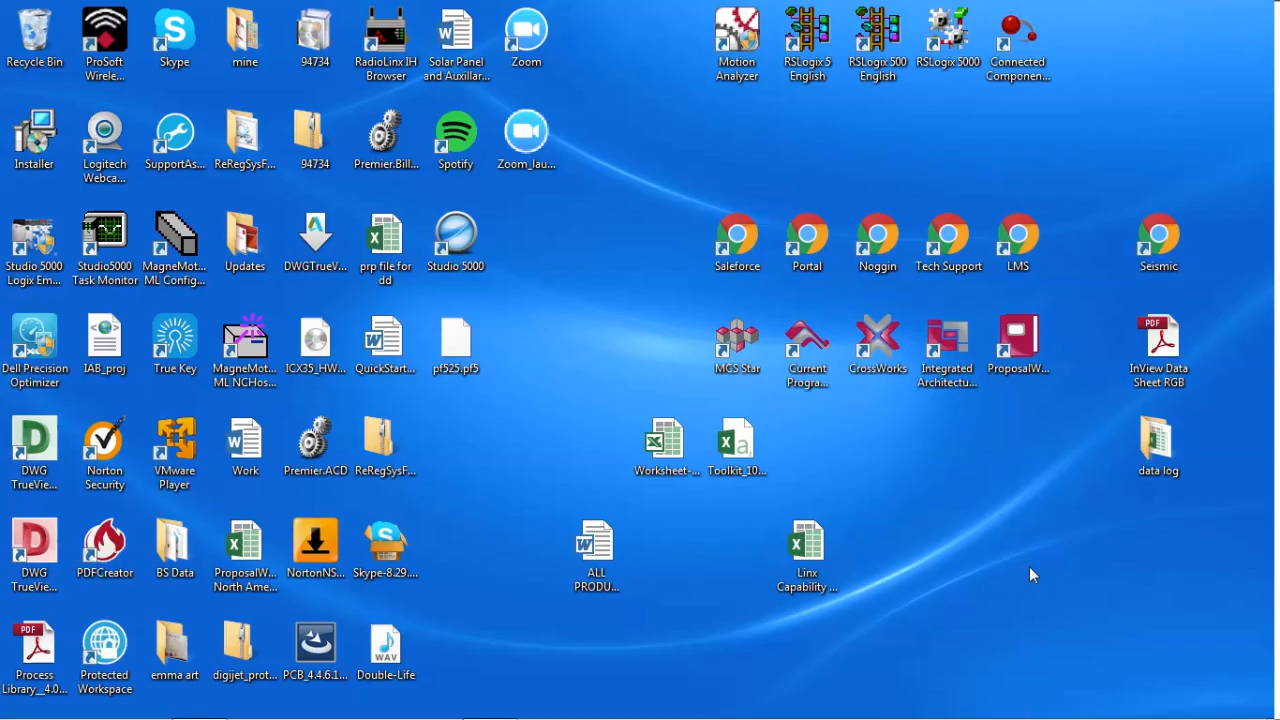 Recycle Bin
ProSoft
Wirele...
Skype
mine
94734
RadioLinx IH
Browser
Solar Panel
and Auxillar...
Zoom
Motion
Analyzer
RSLogix 5
English
RSLogix 500
English
RSLogix 5000
Connected
Componen...
Installer
Logitech
Webca...
SupportAs...
ReRegSysF...
94734
Premier.Bill...
Spotify
Zoom_lau...
Studio 5000
Logix Em...
Studio5000
Task Monitor
MagneMot...
ML Config...
Updates
DWGTrueV...
prp file for
dd
Studio 5000
Saleforce
Portal
Noggin
Tech Support
LMS
Seismic
Dell Precision
Optimizer
IAB_proj
True Key
MagneMot...
ML NCHos...
ICX35_HW...
QuickStart...
pf525.pf5
MCS Star
Current
Progra...
CrossWorks
Integrated
Architectu...
ProposalW...
PDF
InView Data
Sheet RGB
DWG
TrueVie...
Norton
Security
VMware
Player
Work
Premier.ACD
ReRegSysF...
Worksheet-...
Toolkit_10...
data log
DWG
TrueVie...
PDFCreator
BS Data
ProposalW...
North Ame...
NortonNS...
Skype-8.29....
ALL
PRODU...
Linx
Capability ...
PDF
Process
Library__4.0...
Protected
Workspace
emma art
digijet_prot...
PCB_4.4.6.1...
WAV
Double-Life